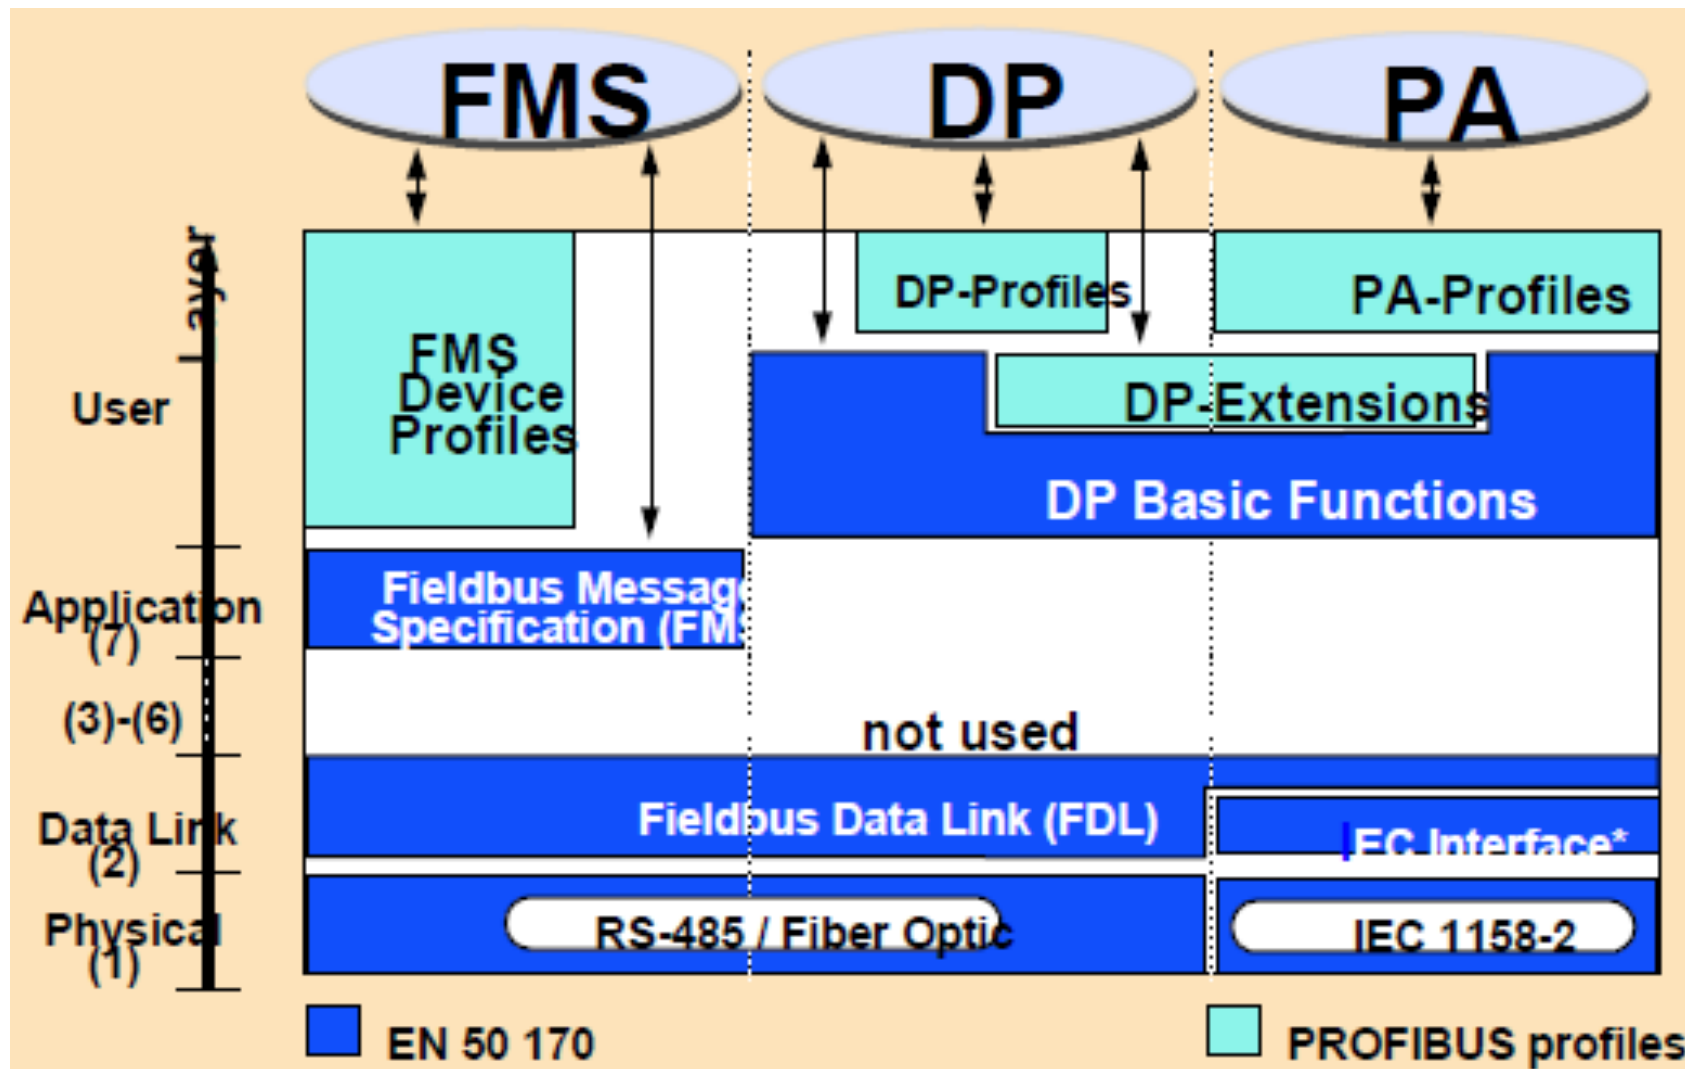 FMS
DP
PA
Layer
User
FMS
Device
Profiles
DP-Profiles
PA-Profiles
DP-Extensions
DP Basic Functions
Application
(7)
Fieldbus Messag
Specification (FMS
(3)-(6)
not used
Data Link
(2)
Fieldbus Data Link (FDL)
IEC Interface*
Physical
(1)
RS-485 / Fiber Optic
IEC 1158-2
EN 50 170
PROFIBUS profiles